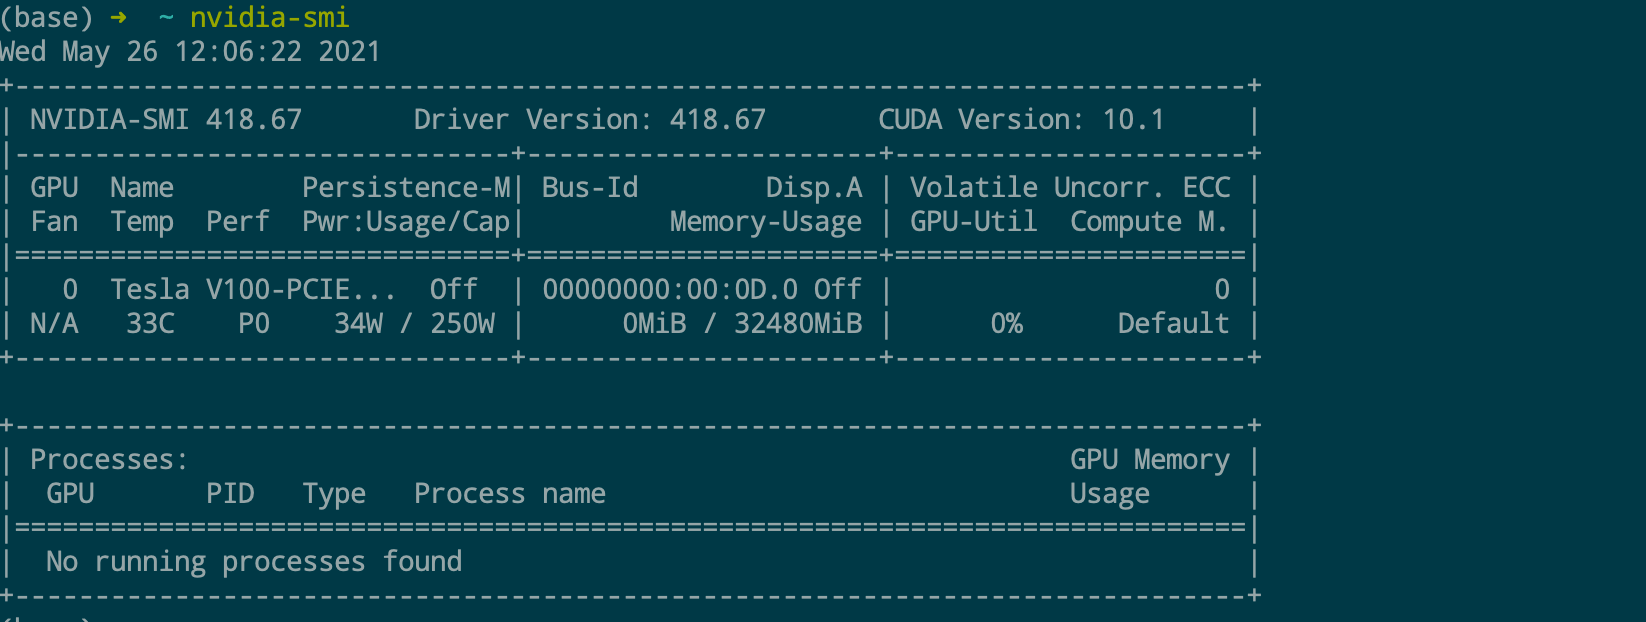 (base) ➜  ~ nvidia-smi
Wed May 26 12:06:22 2021
+-----------------------------------------------------------------------------+
| NVIDIA-SMI 418.67       Driver Version: 418.67       CUDA Version: 10.1     |
|-------------------------------+----------------------+----------------------+
| GPU  Name        Persistence-M| Bus-Id        Disp.A | Volatile Uncorr. ECC |
| Fan  Temp  Perf  Pwr:Usage/Cap|         Memory-Usage | GPU-Util  Compute M. |
|===============================+======================+======================|
|   0  Tesla V100-PCIE...  Off  | 00000000:00:0D.0 Off |                    0 |
| N/A   33C    P0    34W / 250W |      0MiB / 32480MiB |      0%      Default |
+-------------------------------+----------------------+----------------------+
+-----------------------------------------------------------------------------+
| Processes:                                                       GPU Memory |
|  GPU       PID   Type   Process name                             Usage      |
|=============================================================================|
|  No running processes found                                                 |
+-----------------------------------------------------------------------------+